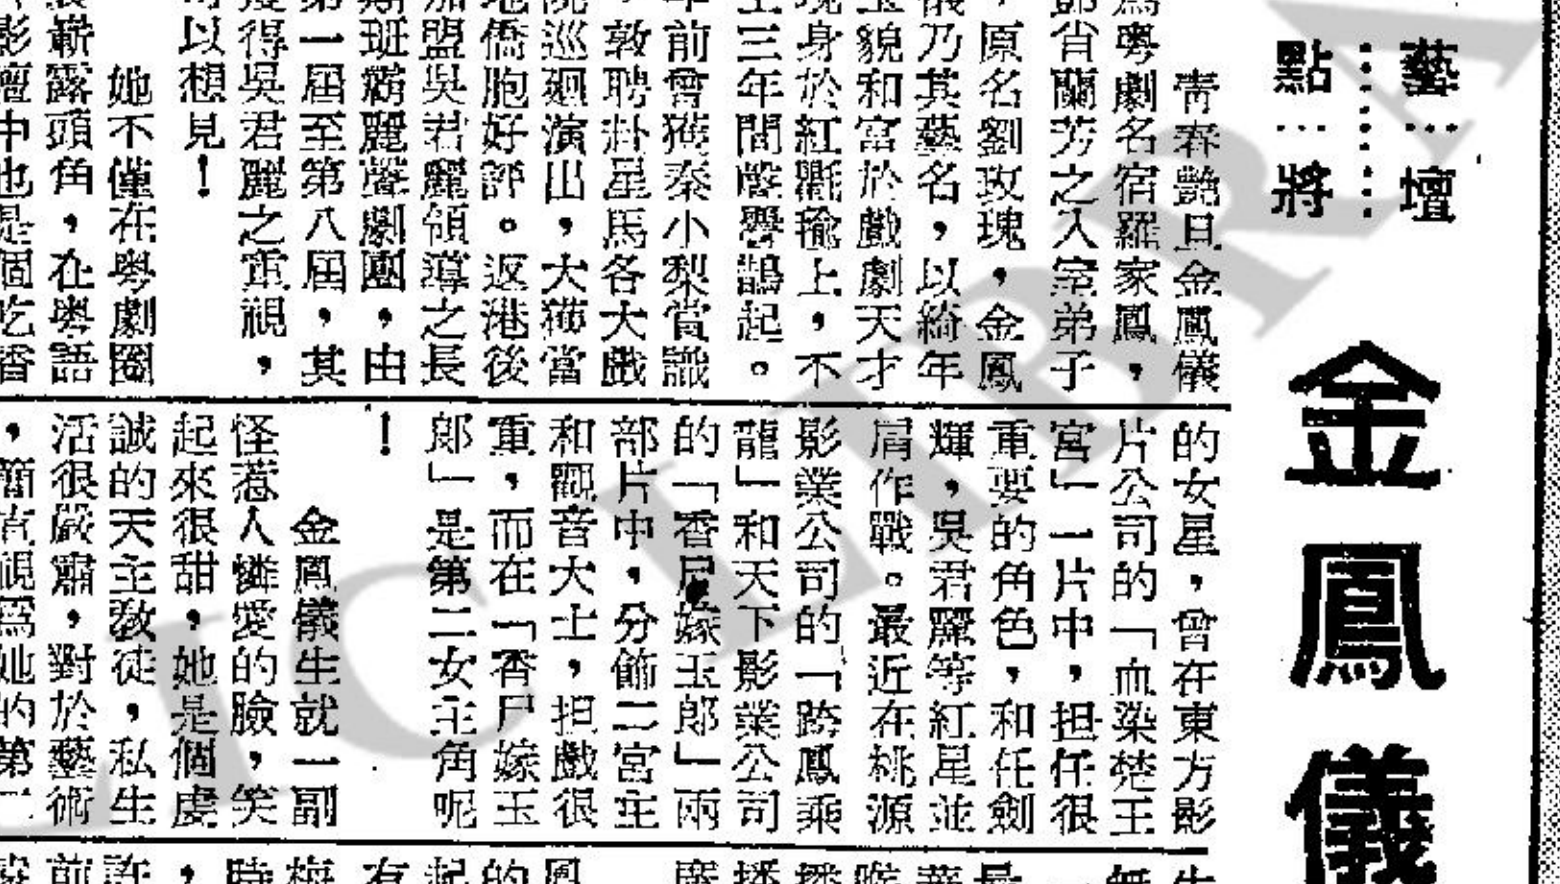 藝…壇
點…將
金鳳儀
青春艷旦金鳳儀
爲粵劇名宿羅家鳳，
鄧肖蘭芳之入室弟子
，原名劉玫瑰，金鳳
儀乃其藝名，以綺年
玉貌和富於戲劇天才
現身於紅氍毹上，不
三年間聲譽鵲起。
年前曾獲秦小梨賞識
，敦聘掛星馬各大戲
院巡廻演出，大獲當
地僑胞好評。返港後
加盟吳君麗領導之長
期班霸麗聲劇團，由
第一屆至第八屆，其
獲得吳君麗之重視，
可以想見！
她不僅在粵劇圈
嶄露頭角，在粵語
影壇中也是個吃香
的女星，曾在東方影
片公司的「血染楚王
宮」一片中，担任很
重要的角色，和任劍
輝，吳君麗等紅星並
肩作戰。最近在桃源
影業公司的「跨鳳乘
龍」和天下影業公司
的「香尸嫁玉郎」兩
部片中，分飾二宮主
和觀音大士，担戲很
重，而在「香尸嫁玉
郎」是第二女主角呢
！
金鳳儀生就一副
怪惹人憐愛的臉，笑
起來很甜，她是個虔
誠的天主教徒，私生
活很嚴肅，對於藝術
，簡直視爲她的第二